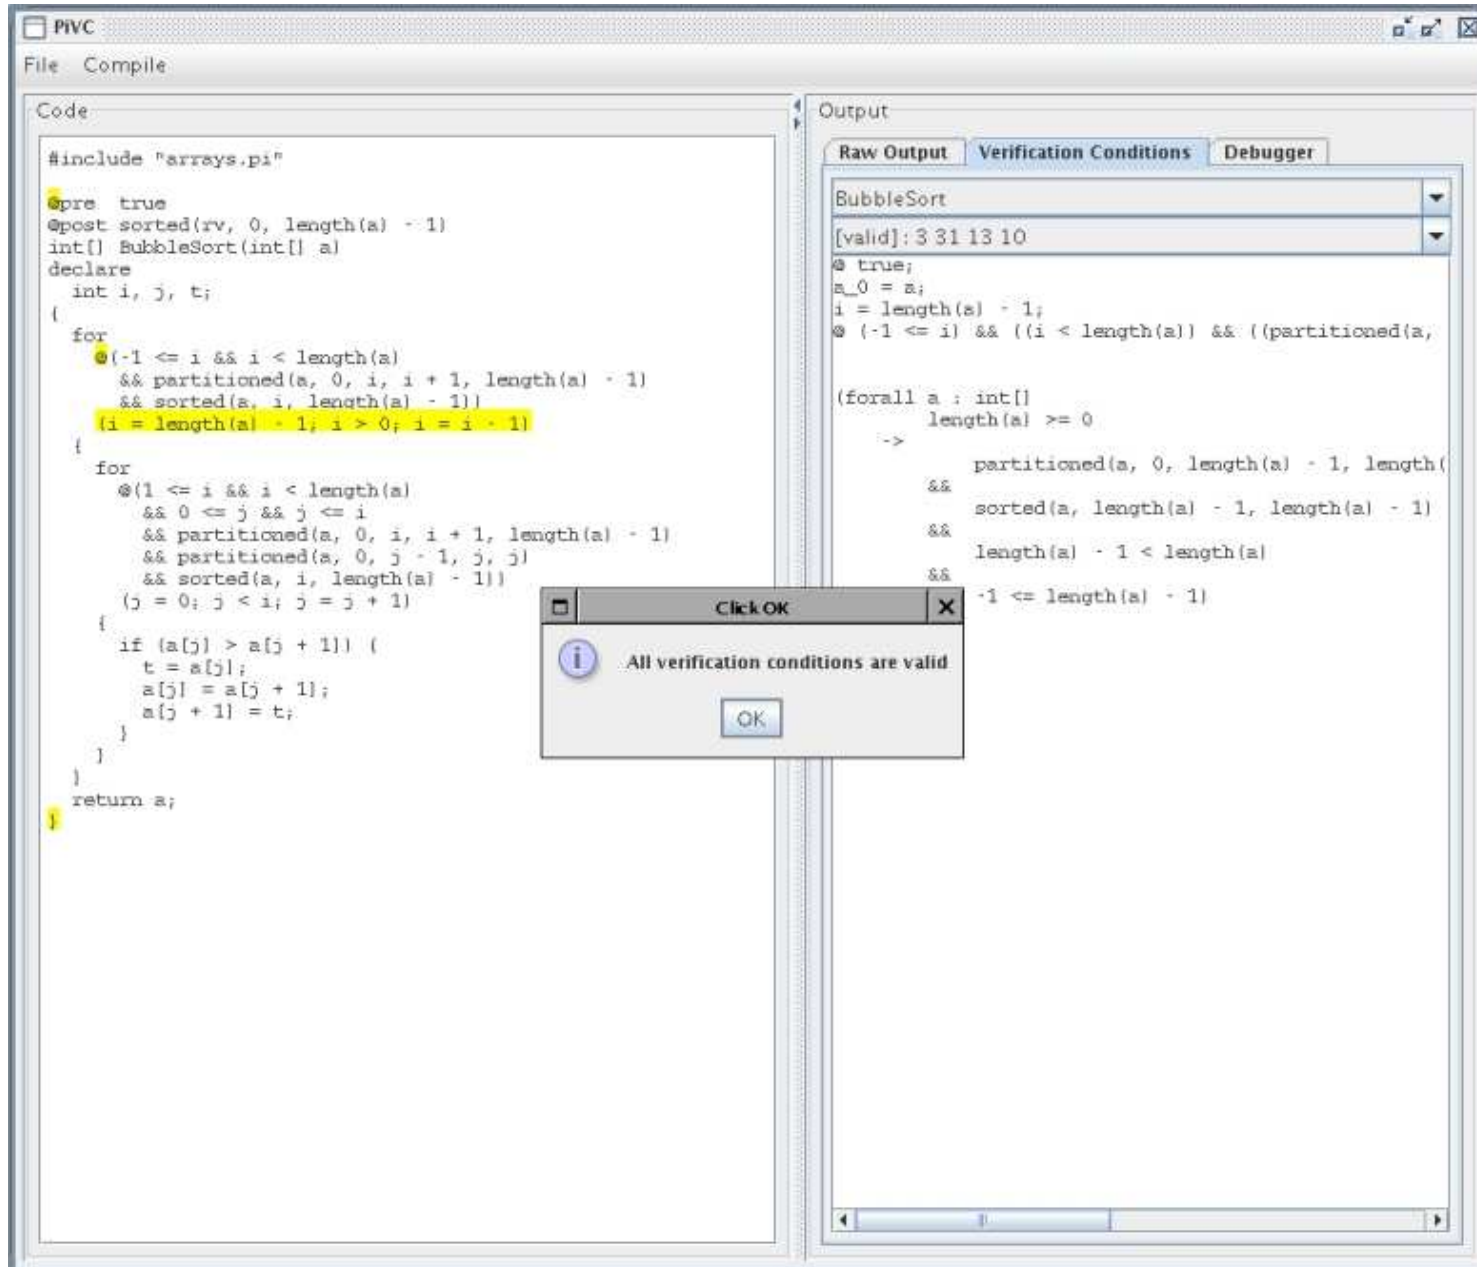 PiVC
File Compile
Code
#include "arrays.pi"
@pre true
@post sorted(rv, 0, length(a) - 1)
int[] BubbleSort(int[] a)
declare
int i, j, t;
{
for
@(-1 <= i && i < length(a)
&& partitioned(a, 0, i, i + 1, length(a) - 1)
&& sorted(a, i, length(a) - 1))
(i = length(a) - 1; i > 0; i = i - 1)
{
for
@(1 <= i && i < length(a)
&& 0 <= j && j <= i
&& partitioned(a, 0, i, i + 1, length(a) - 1)
&& partitioned(a, 0, j - 1, j, j)
&& sorted(a, i, length(a) - 1))
(j = 0; j < i; j = j + 1)
{
if (a[j] > a[j + 1]) {
t = a[j];
a[j] = a[j + 1];
a[j + 1] = t;
}
}
}
return a;
}
Output
Raw Output Verification Conditions Debugger
BubbleSort
[valid] : 3 31 13 10
@ true;
a_0 = a;
i = length(a) - 1;
@ (-1 <= i) && ((i < length(a)) && ((partitioned(a,
(forall a : int[]
length(a) >= 0
->
partitioned(a, 0, length(a) - 1, length(
&&
sorted(a, length(a) - 1, length(a) - 1)
&&
length(a) - 1 < length(a)
&&
-1 <= length(a) - 1)
Click OK
All verification conditions are valid
OK